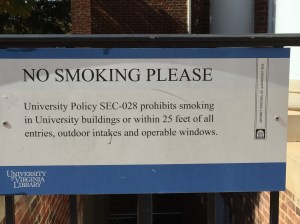 NO SMOKING PLEASE
University Policy SEC-028 prohibits smoking
in University buildings or within 25 feet of all
entries, outdoor intakes and operable windows.
UNIVERSITY
of VIRGINIA
LIBRARY